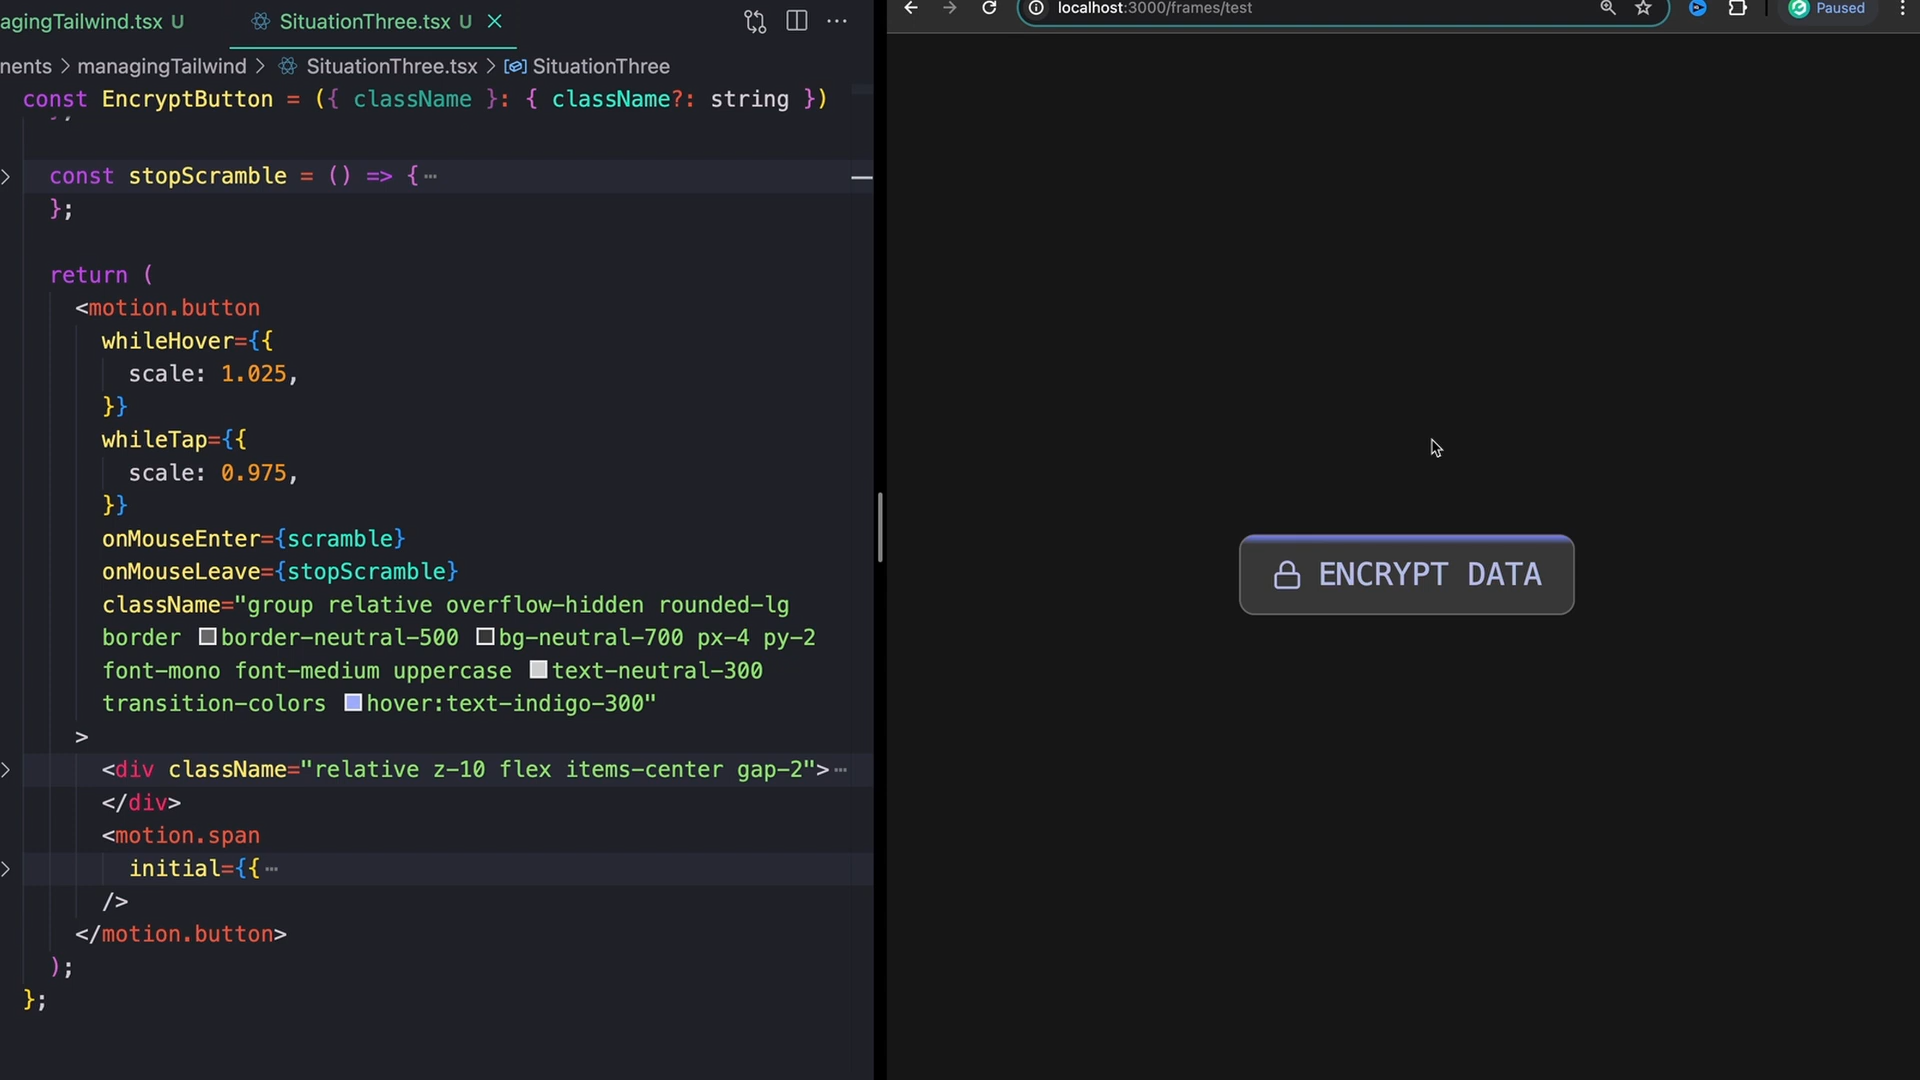 agingTailwind.tsx U
SituationThree.tsx U
nents > managingTailwind > SituationThree.tsx > SituationThree
const EncryptButton = ({ className }: { className?: string })
};
const stopScramble = () => { ⋯
};
return (
<motion.button
whileHover={{
scale: 1.025,
}}
whileTap={{
scale: 0.975,
}}
onMouseEnter={scramble}
onMouseLeave={stopScramble}
className="group relative overflow-hidden rounded-lg
border border-neutral-500 bg-neutral-700 px-4 py-2
font-mono font-medium uppercase text-neutral-300
transition-colors hover:text-indigo-300"
>
<div className="relative z-10 flex items-center gap-2"> ⋯
</div>
<motion.span
initial={{ ⋯
/>
</motion.button>
);
};
localhost:3000/frames/test
Paused
ENCRYPT DATA